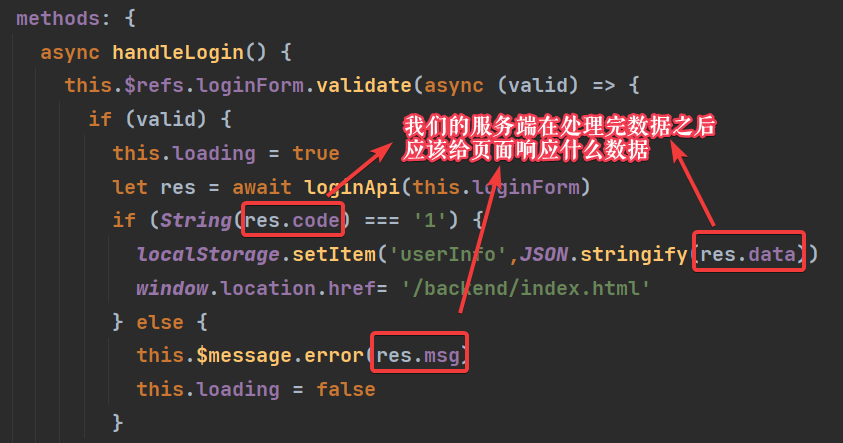 methods: {
async handleLogin() {
this.$refs.loginForm.validate(async (valid) => {
if (valid) {
我们的服务端在处理完数据之后
应该给页面响应什么数据
this.loading = true
let res = await loginApi(this.loginForm)
if (String(res.code) === '1') {
localStorage.setItem('userInfo',JSON.stringify(res.data))
window.location.href= '/backend/index.html'
} else {
this.$message.error(res.msg)
this.loading = false
}